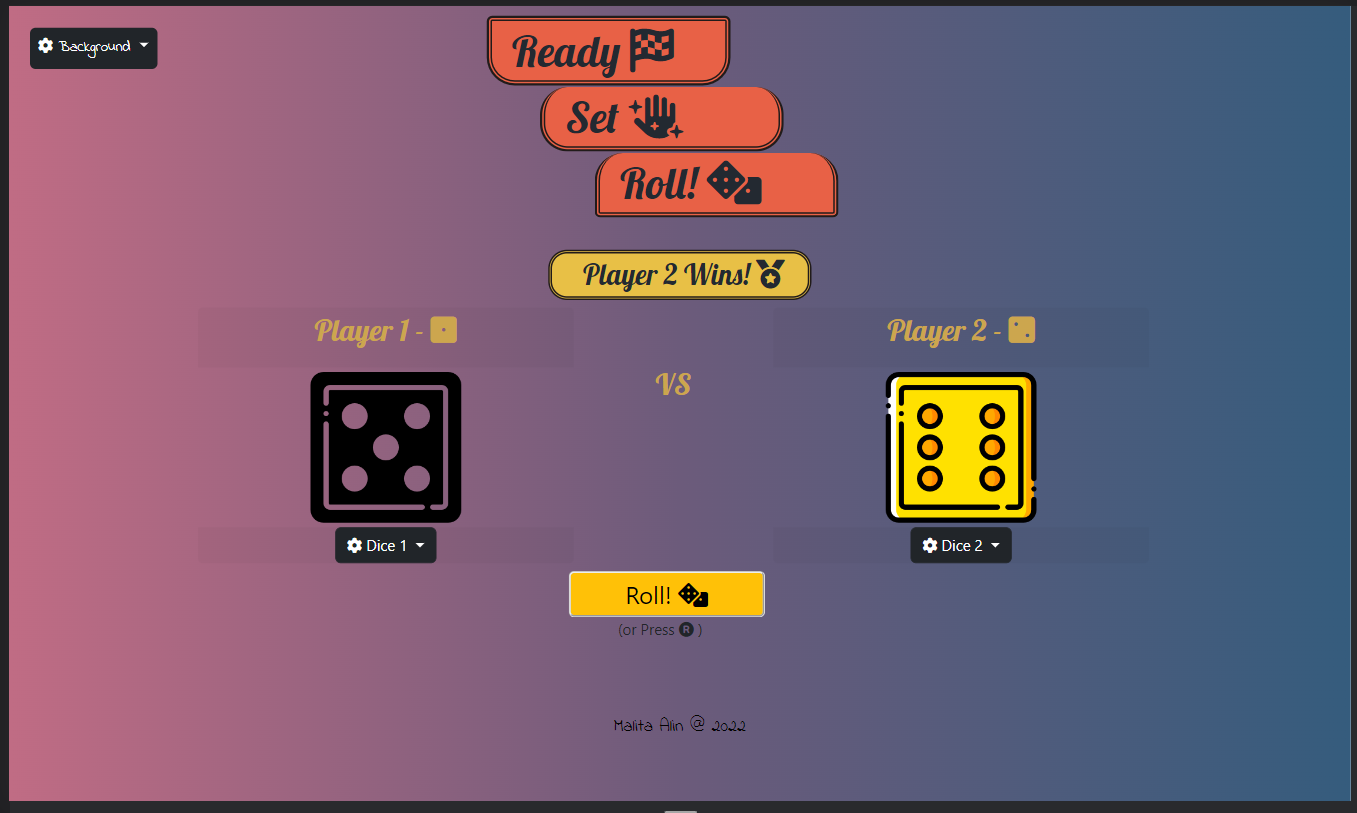 Background
Ready
Set
Roll!
Player 2 Wins!
Player 1 -
Player 2 -
VS
Dice 1
Dice 2
Roll!
(or Press R )
Malita Alin @ 2022